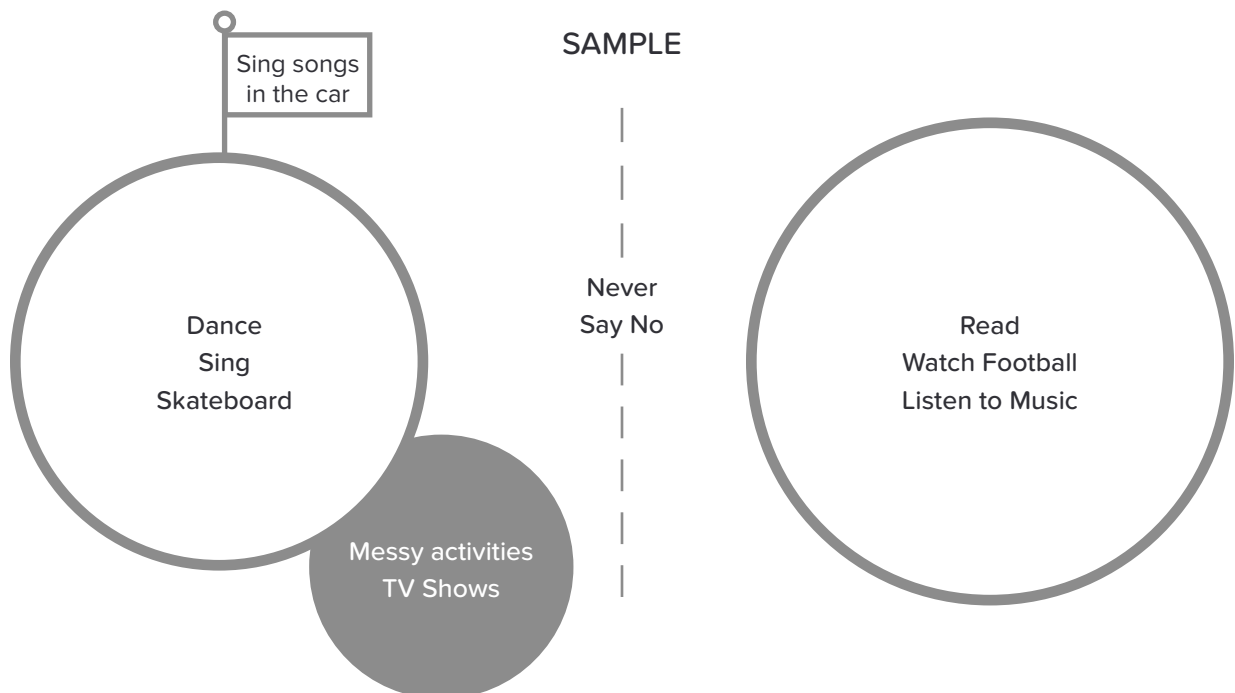 SAMPLE
Sing songs
in the car
Dance
Sing
Skateboard
Messy activities
TV Shows
Never
Say No
Read
Watch Football
Listen to Music